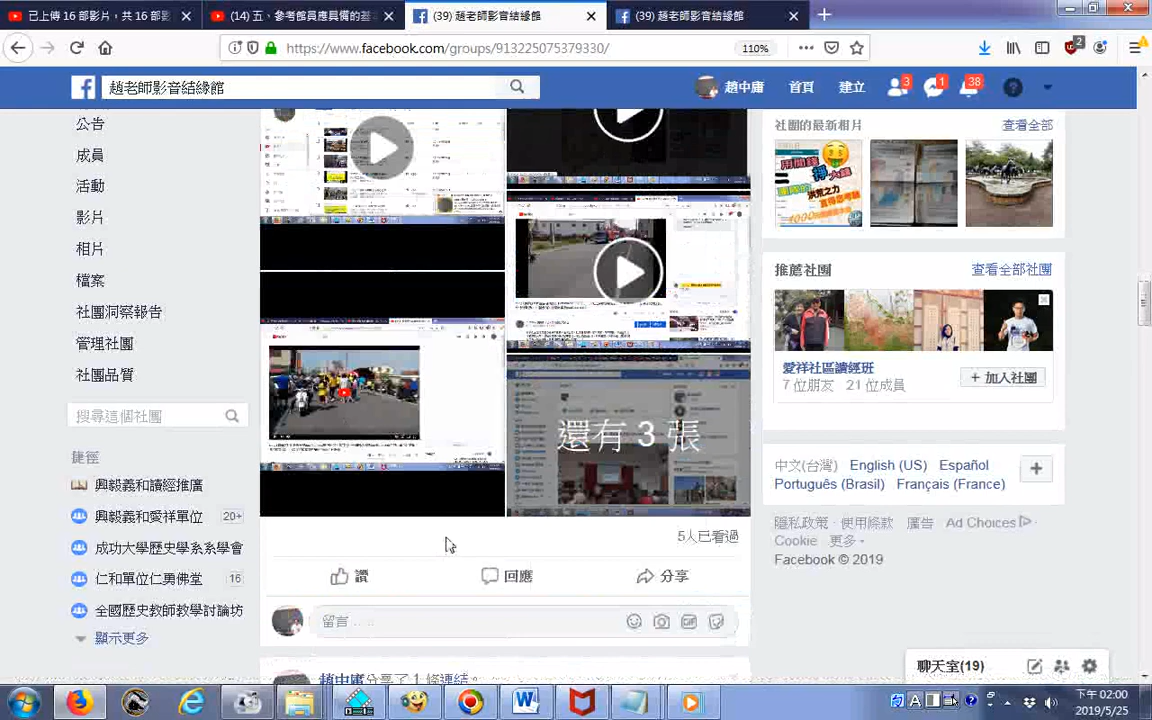 已上傳 16 部影片，共 16 部影
(14) 五、參考館員應具備的基
(39) 趙老師影音結緣館
(39) 趙老師影音結緣館
https://www.facebook.com/groups/913225075379330/
110%
2
趙老師影音結緣館
趙中庸
首頁
建立
3
1
38
公告
成員
活動
影片
相片
檔案
社團洞察報告
管理社團
社團品質
搜尋這個社團
捷徑
興毅義和讀經推廣
興毅義和愛祥單位 20+
成功大學歷史學系系學會
仁和單位仁勇佛堂 16
全國歷史教師教學討論坊
顯示更多
還有 3 張
5人已看過
讚
回應
分享
留言……
趙中庸分享了 1 條連結。
社團的最新相片
查看全部
推薦社團
查看全部社團
愛祥社區讀經班
7 位朋友 21 位成員
+ 加入社團
中文(台灣) English (US) Español
Português (Brasil) Français (France)
隱私政策 · 使用條款 廣告 Ad Choices ·
Cookie 更多
Facebook © 2019
聊天室(19)
下午 02:00
2019/5/25